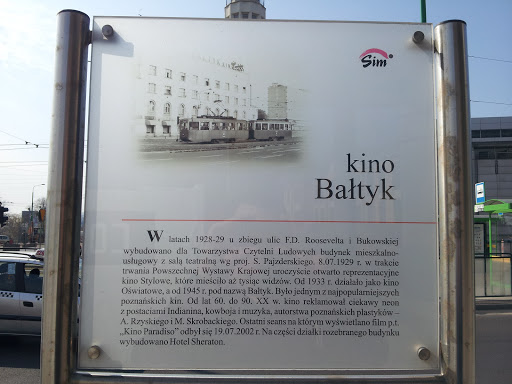 Sim
kino
Bałtyk
W latach 1928-29 u zbiegu ulic F.D. Roosevelta i Bukowskiej
wybudowano dla Towarzystwa Czytelni Ludowych budynek mieszkalno-
usługowy z salą teatralną wg proj. S. Pajzderskiego. 8.07.1929 r. w trakcie
trwania Powszechnej Wystawy Krajowej uroczyście otwarto reprezentacyjne
kino Stylowe, które mieściło aż tysiąc widzów. Od 1933 r. działało jako kino
Oświatowe, a od 1945 r. pod nazwą Bałtyk. Było jednym z najpopularniejszych
poznańskich kin. Od lat 60. do 90. XX w. kino reklamował ciekawy neon
z postaciami Indianina, kowboja i muzyka, autorstwa poznańskich plastyków –
A. Rzyskiego i M. Skrobackiego. Ostatni seans na którym wyświetlano film p.t.
„Kino Paradiso" odbył się 19.07.2002 r. Na części działki rozebranego budynku
wybudowano Hotel Sheraton.